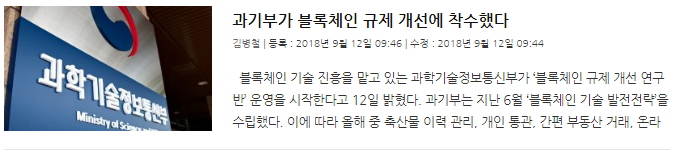 과기부가 블록체인 규제 개선에 착수했다
김병철 | 등록 : 2018년 9월 12일 09:46 | 수정 : 2018년 9월 12일 09:44
블록체인 기술 진흥을 맡고 있는 과학기술정보통신부가 ‘블록체인 규제 개선 연구
반’ 운영을 시작한다고 12일 밝혔다. 과기부는 지난 6월 ‘블록체인 기술 발전전략’을
수립했다. 이에 따라 올해 중 축산물 이력 관리, 개인 통관, 간편 부동산 거래, 온라
과학기술정보통신부
Ministry of Science